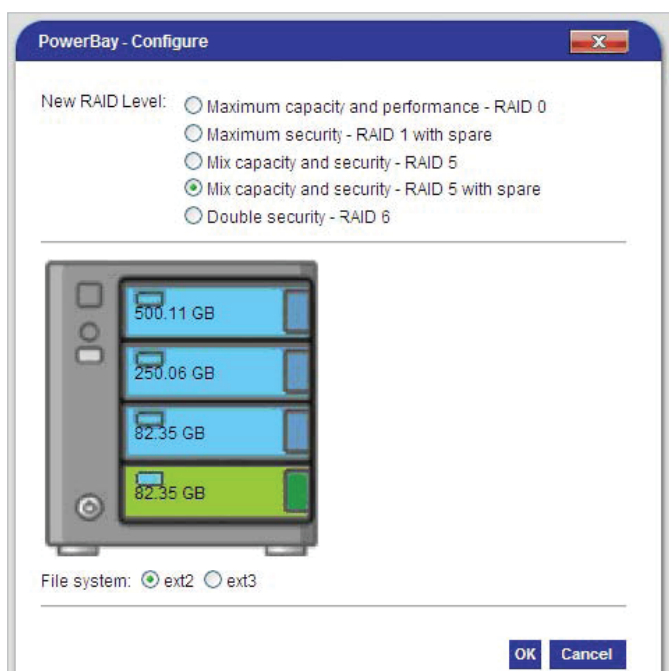 PowerBay - Configure
X
New RAID Level:
Maximum capacity and performance - RAID 0
Maximum security - RAID 1 with spare
Mix capacity and security - RAID 5
Mix capacity and security - RAID 5 with spare
Double security - RAID 6
500.11 GB
250.06 GB
82.35 GB
82.35 GB
File system: ext2 ext3
OK Cancel